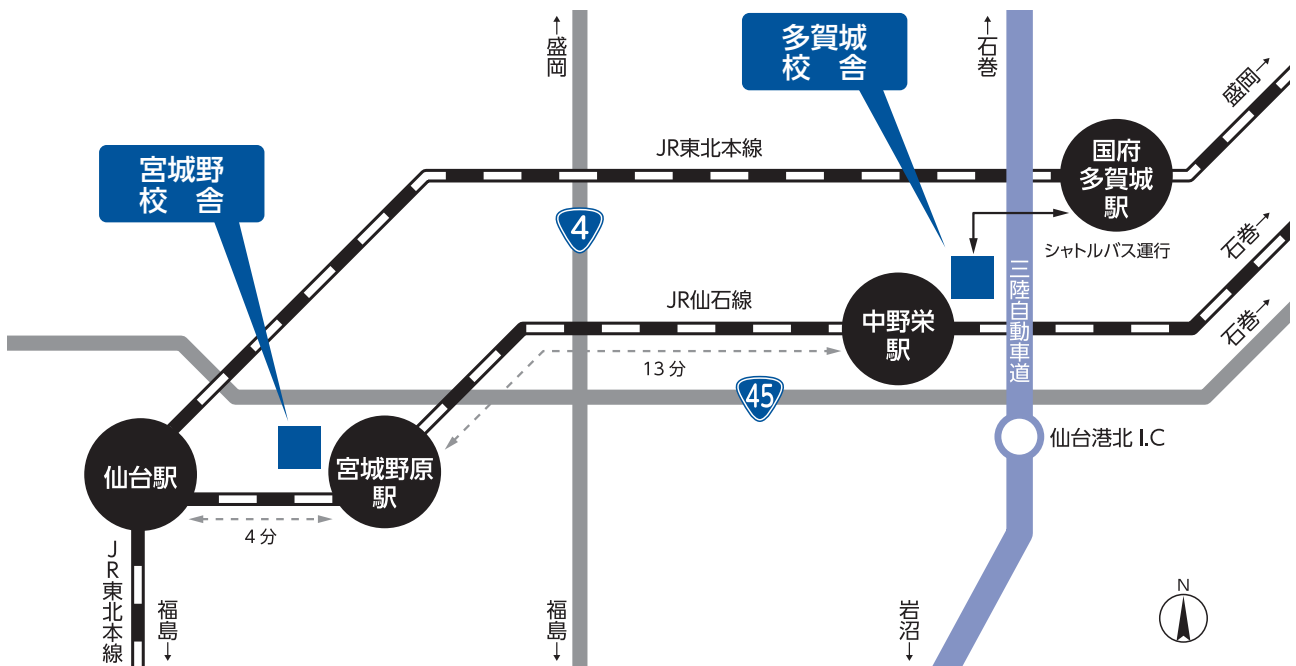 ↑盛岡
↑石巻
多賀城
校 舎
盛岡→
JR東北本線
国府
多賀城
駅
宮城野
校 舎
4
シャトルバス運行
石巻→
三陸自動車道
JR仙石線
中野栄
駅
石巻→
13分
45
仙台港北 I.C
仙台駅
宮城野原
駅
4分
JR東北本線
福島→
福島→
岩沼→
N